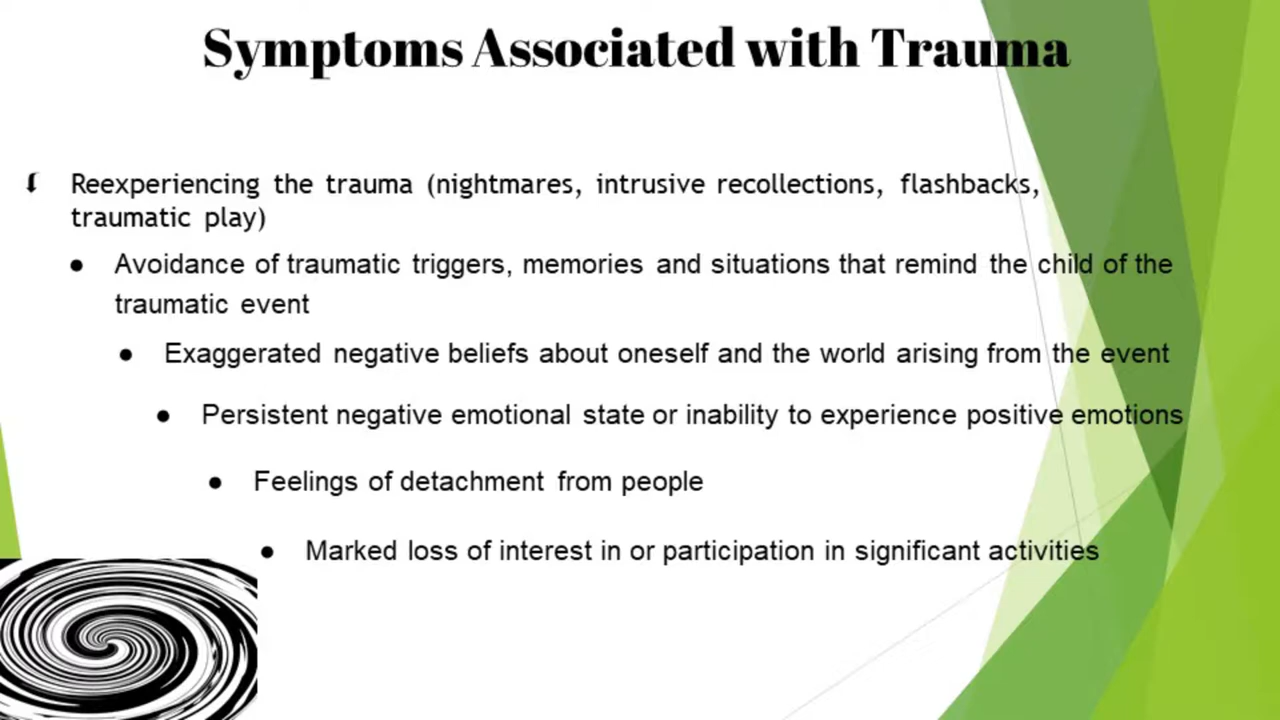 Symptoms Associated with Trauma
Reexperiencing the trauma (nightmares, intrusive recollections, flashbacks,
traumatic play)
● Avoidance of traumatic triggers, memories and situations that remind the child of the
traumatic event
● Exaggerated negative beliefs about oneself and the world arising from the event
● Persistent negative emotional state or inability to experience positive emotions
● Feelings of detachment from people
● Marked loss of interest in or participation in significant activities